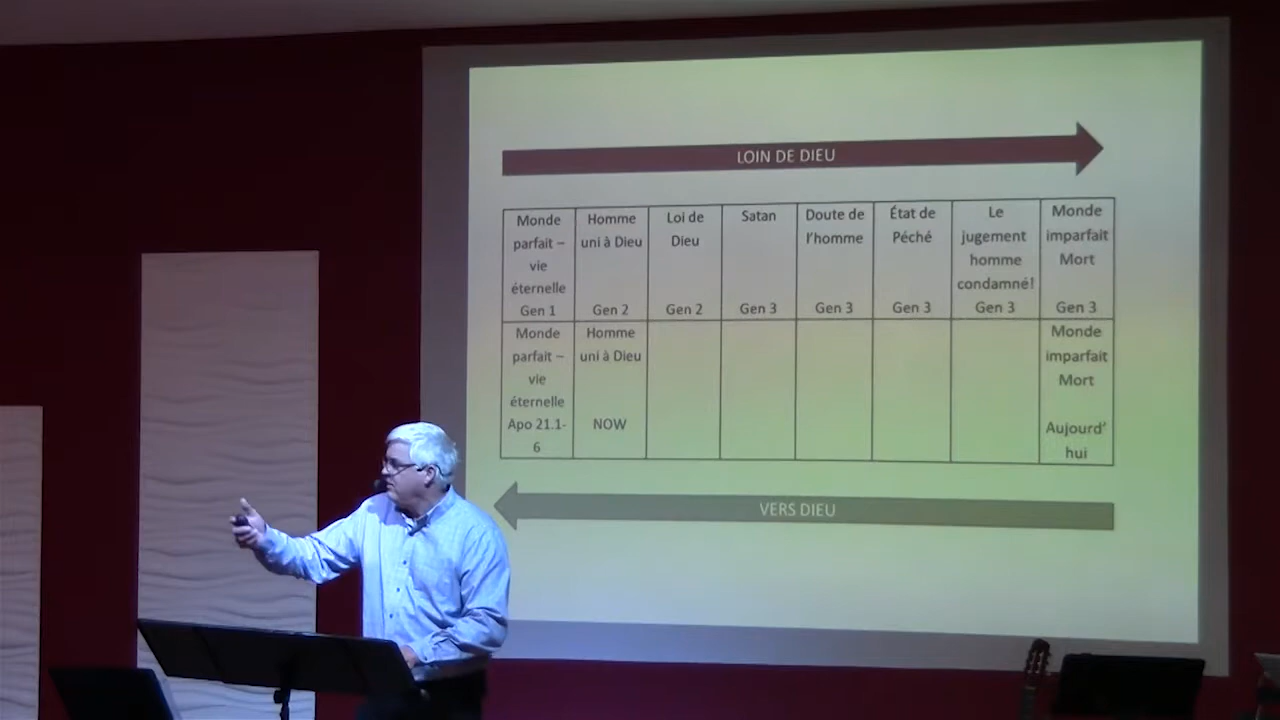 LOIN DE DIEU
Monde
parfait –
vie
éternelle
Gen 1
Homme
uni à Dieu
Gen 2
Loi de
Dieu
Gen 2
Satan
Gen 3
Doute de
l’homme
Gen 3
État de
Péché
Gen 3
Le
jugement
homme
condamné!
Gen 3
Monde
imparfait
Mort
Gen 3
Monde
parfait –
vie
éternelle
Apo 21.1-
6
Homme
uni à Dieu
NOW
Monde
imparfait
Mort
Aujourd’
hui
VERS DIEU